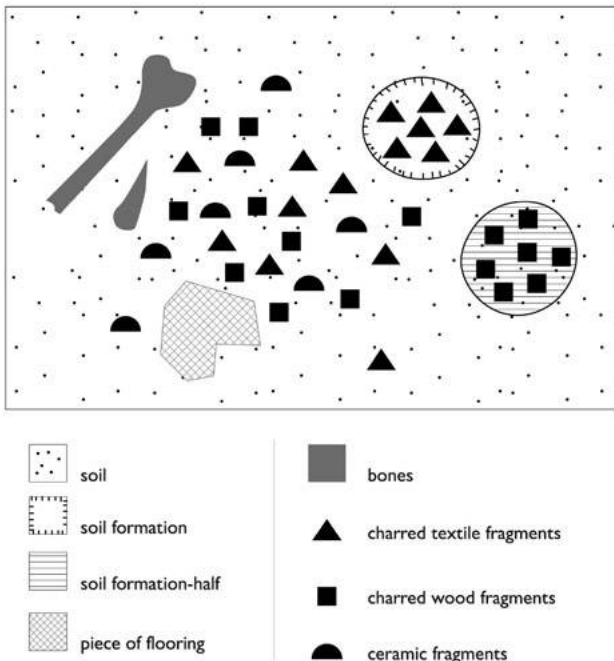 soil
soil formation
soil formation-half
piece of flooring
bones
charred textile fragments
charred wood fragments
ceramic fragments